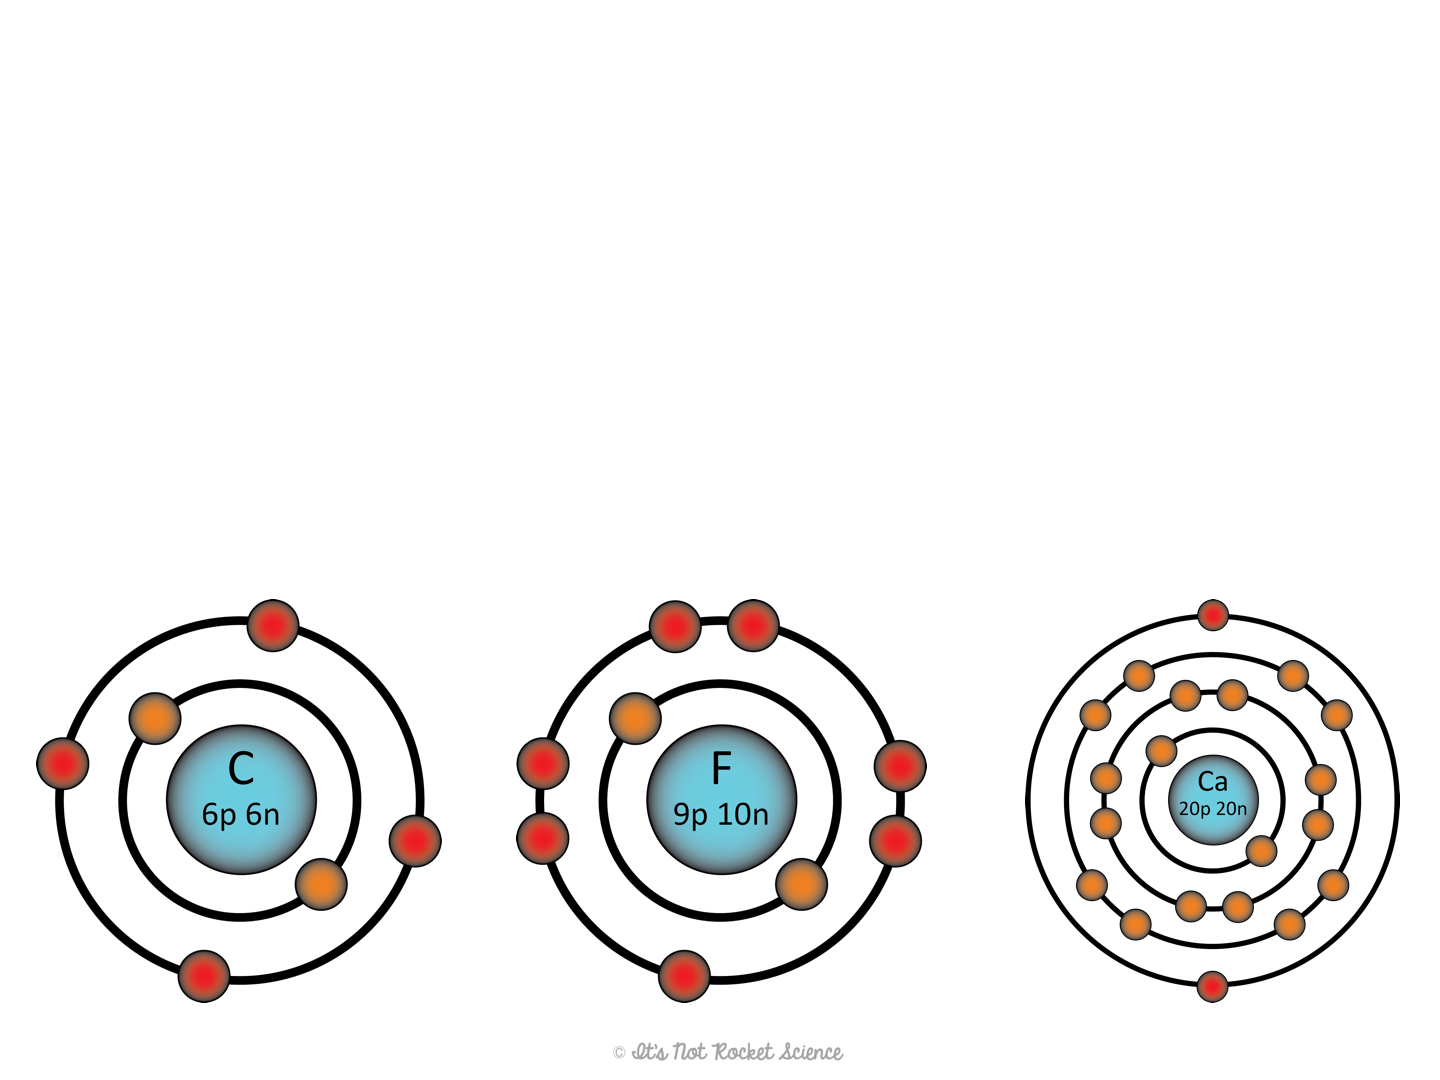 C
6p 6n
F
9p 10n
Ca
20p 20n
© It's Not Rocket Science